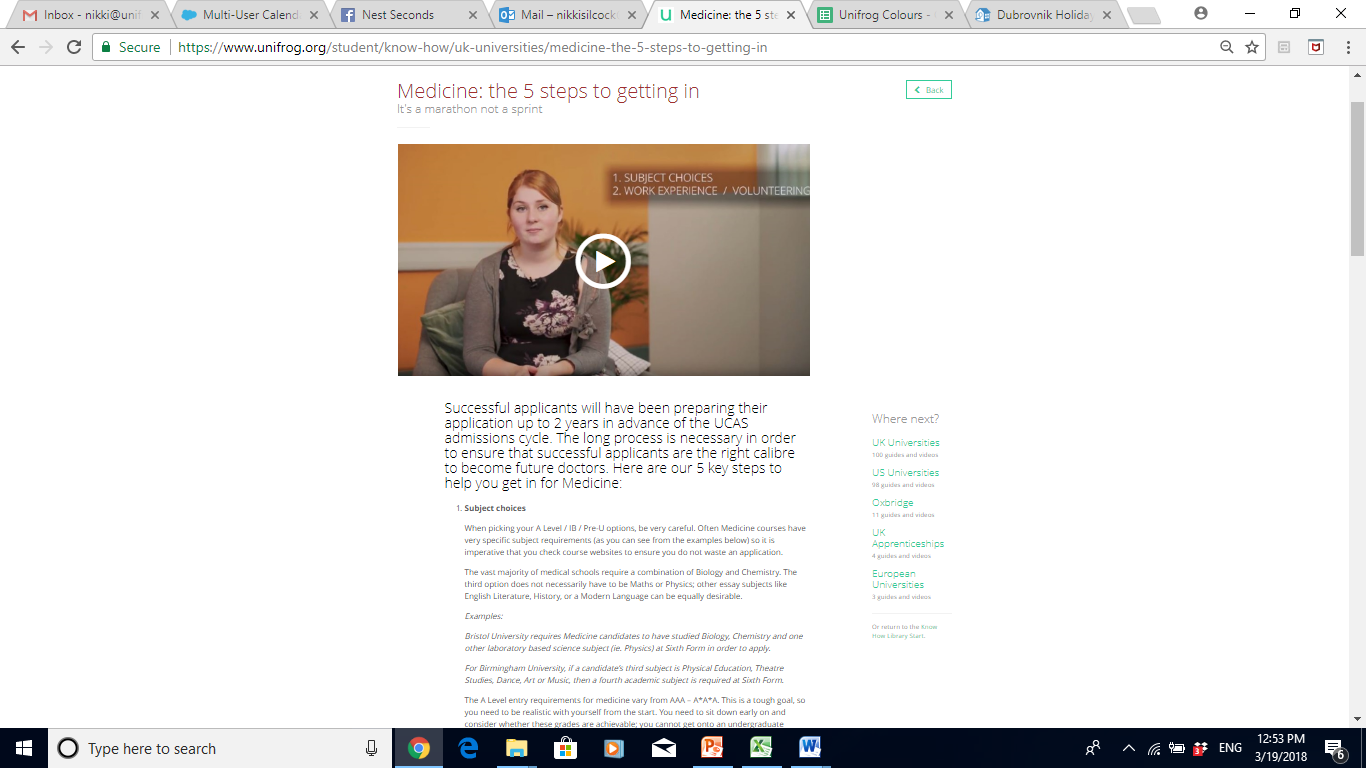 Inbox - nikki@unif
Multi-User Calend
Nest Seconds
Mail – nikkisilcock
Medicine: the 5 ste
Unifrog Colours -
Dubrovnik Holiday
Secure
https://www.unifrog.org/student/know-how/uk-universities/medicine-the-5-steps-to-getting-in
Medicine: the 5 steps to getting in
Back
It's a marathon not a sprint
1. SUBJECT CHOICES
2. WORK EXPERIENCE / VOLUNTEERING
Successful applicants will have been preparing their
application up to 2 years in advance of the UCAS
admissions cycle. The long process is necessary in order
to ensure that successful applicants are the right calibre
to become future doctors. Here are our 5 key steps to
help you get in for Medicine:
1. Subject choices
When picking your A Level / IB / Pre-U options, be very careful. Often Medicine courses have
very specific subject requirements (as you can see from the examples below) so it is
imperative that you check course websites to ensure you do not waste an application.
The vast majority of medical schools require a combination of Biology and Chemistry. The
third option does not necessarily have to be Maths or Physics; other essay subjects like
English Literature, History, or a Modern Language can be equally desirable.
Examples:
Bristol University requires Medicine candidates to have studied Biology, Chemistry and one
other laboratory based science subject (ie. Physics) at Sixth Form in order to apply.
For Birmingham University, if a candidate's third subject is Physical Education, Theatre
Studies, Dance, Art or Music, then a fourth academic subject is required at Sixth Form.
The A Level entry requirements for medicine vary from AAA – A*A*A. This is a tough goal, so
you need to be realistic with yourself from the start. You need to sit down early on and
consider whether these grades are achievable; you cannot get onto an undergraduate
Where next?
UK Universities
100 guides and videos
US Universities
98 guides and videos
Oxbridge
11 guides and videos
UK
Apprenticeships
4 guides and videos
European
Universities
3 guides and videos
Or return to the Know
How Library Start.
Type here to search
ENG
12:53 PM
3/19/2018
6